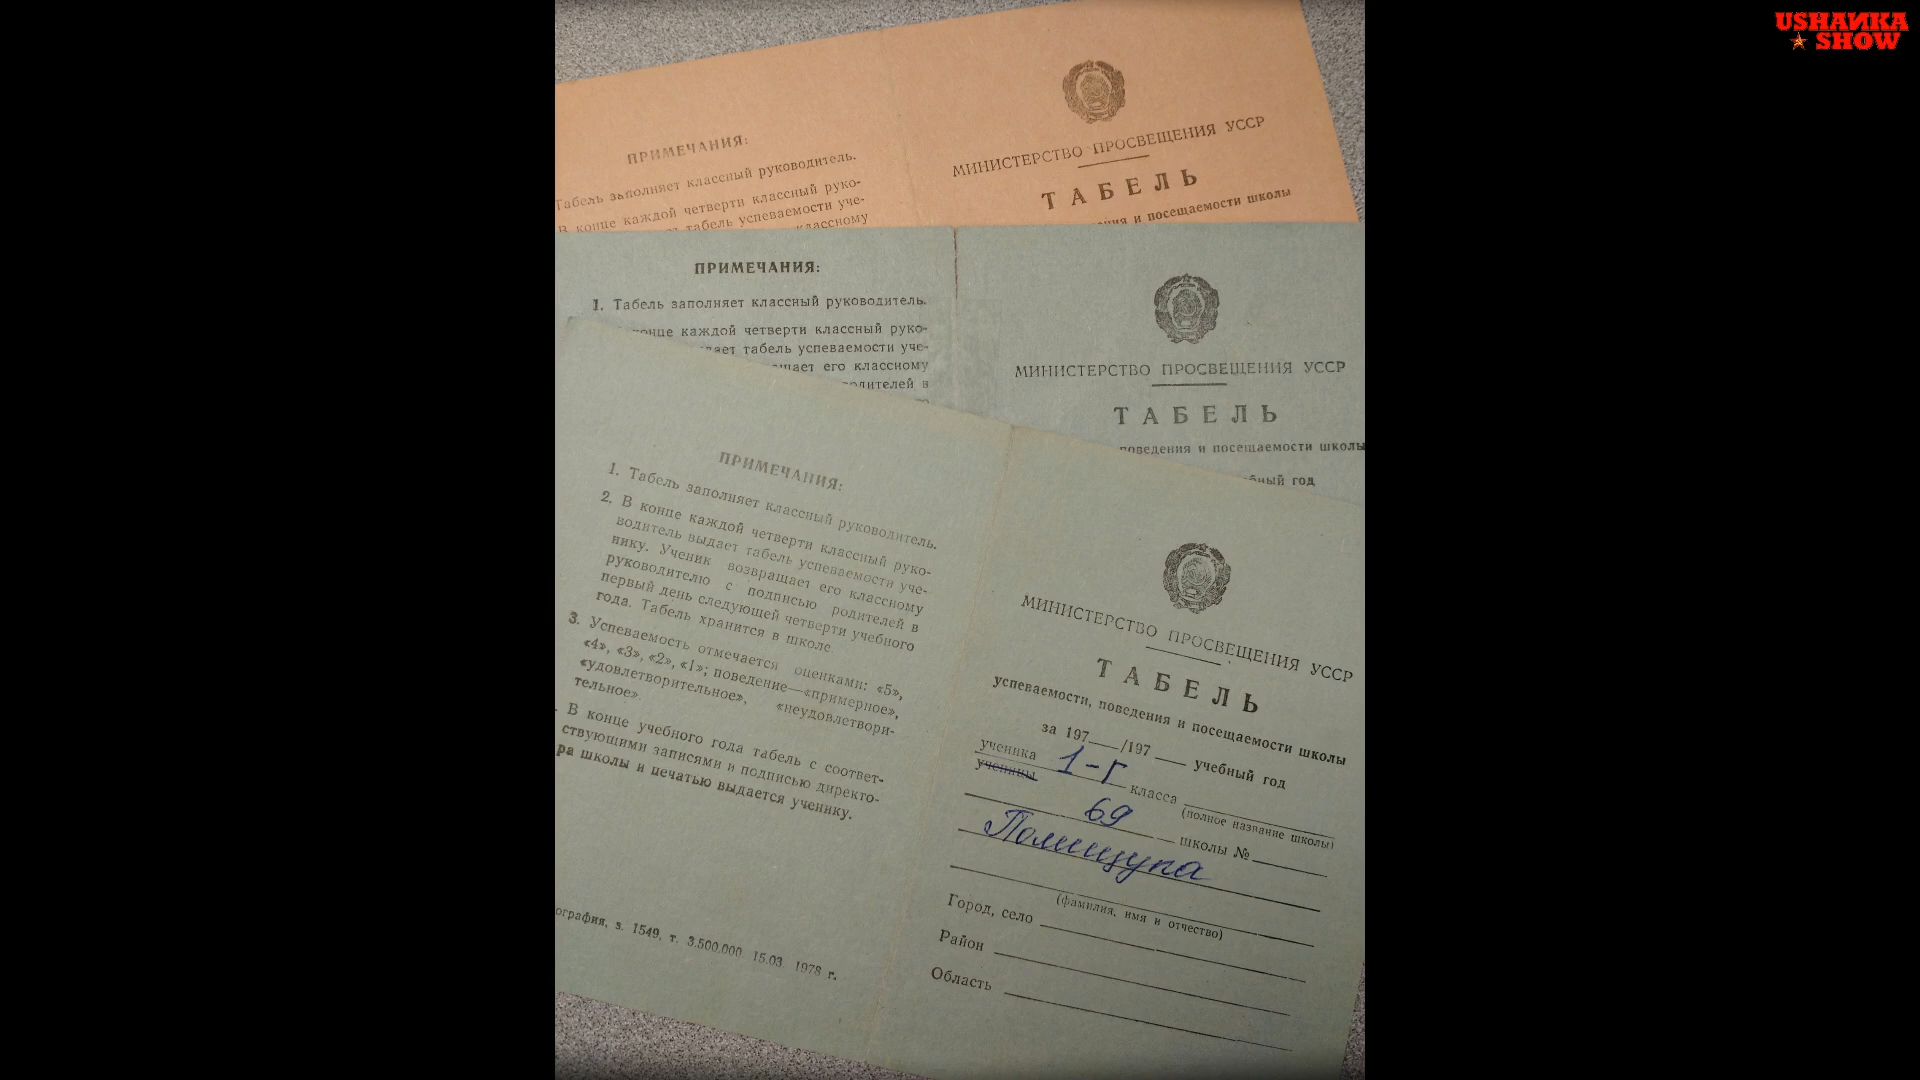 USHAИKA
SHOW
ПРИМЕЧАНИЯ:
Табель заполняет классный руководитель.
В конце каждой четверти классный руко-
табель успеваемости уче-
классному
МИНИСТЕРСТВО ПРОСВЕЩЕНИЯ УССР
ТАБЕЛЬ
и посещаемости школы
ПРИМЕЧАНИЯ:
1. Табель заполняет классный руководитель.
конце каждой четверти классный руко-
табель успеваемости уче-
его классному
в
МИНИСТЕРСТВО ПРОСВЕЩЕНИЯ УССР
ТАБЕЛЬ
поведения и посещаемости школы
год
ПРИМЕЧАНИЯ:
1. Табель заполняет классный руководитель.
2. В конце каждой четверти классный руко-
водитель выдает табель успеваемости уче-
нику. Ученик возвращает его классному
руководителю с подписью родителей в
первый день следующей четверти учебного
года. Табель хранится в школе.
3. Успеваемость отмечается оценками: «5»,
«4», «3», «2», «1»; поведение—«примерное»,
«удовлетворительное», «неудовлетвори-
тельное».
В конце учебного года табель с соответ-
ствующими записями и подписью директо-
ра школы и печатью выдается ученику.
ография, з. 1549, т. 3.500.000. 15.03. 1978 г.
МИНИСТЕРСТВО ПРОСВЕЩЕНИЯ УССР
ТАБЕЛЬ
успеваемости, поведения и посещаемости школы
за 197__/197__ учебный год
ученика
ученицы 1-Г класса
(полное название школы)
69 школы №
Полищука
(фамилия, имя и отчество)
Город, село
Район
Область